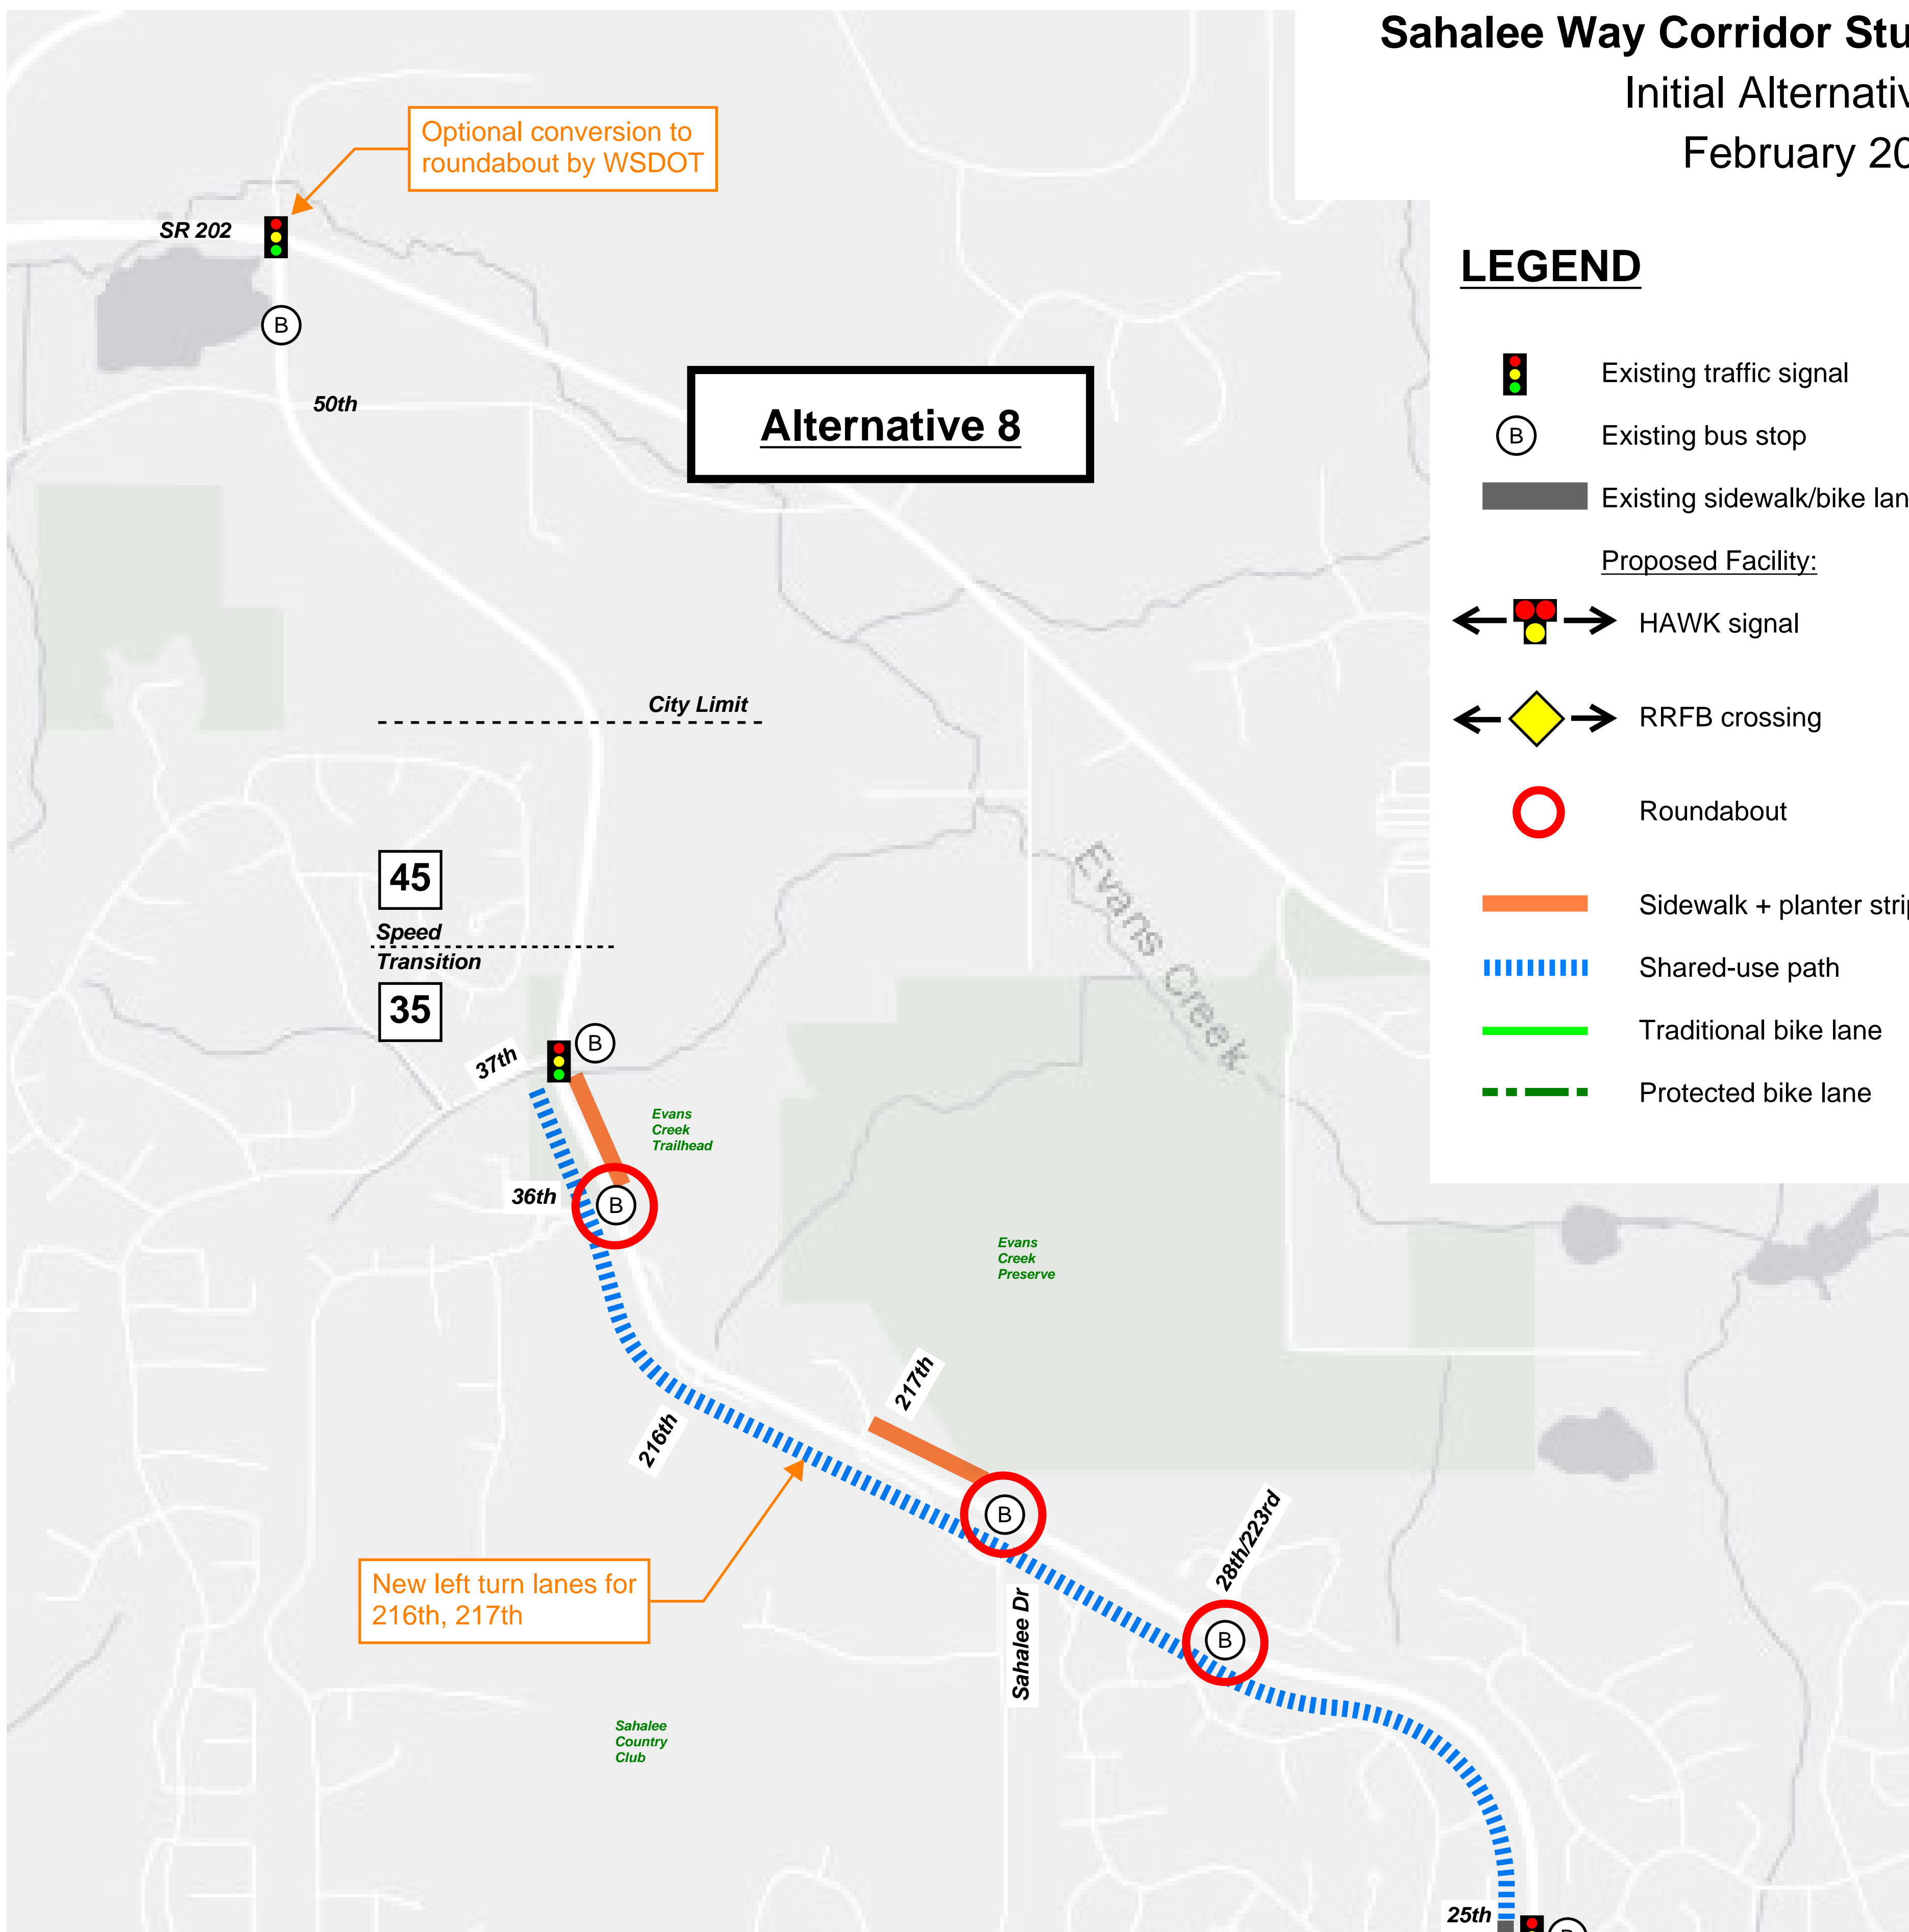 Sahalee Way Corridor Stu
Initial Alternativ
February 20
Optional conversion to
roundabout by WSDOT
SR 202
B
50th
Alternative 8
LEGEND
Existing traffic signal
B
Existing bus stop
Existing sidewalk/bike lan
Proposed Facility:
HAWK signal
RRFB crossing
Roundabout
Sidewalk + planter strip
Shared-use path
Traditional bike lane
Protected bike lane
City Limit
45
Speed
Transition
35
Evans Creek
37th
B
Evans
Creek
Trailhead
36th
B
Evans
Creek
Preserve
217th
216th
B
28th/223rd
New left turn lanes for
216th, 217th
Sahalee Dr
B
Sahalee
Country
Club
25th
B